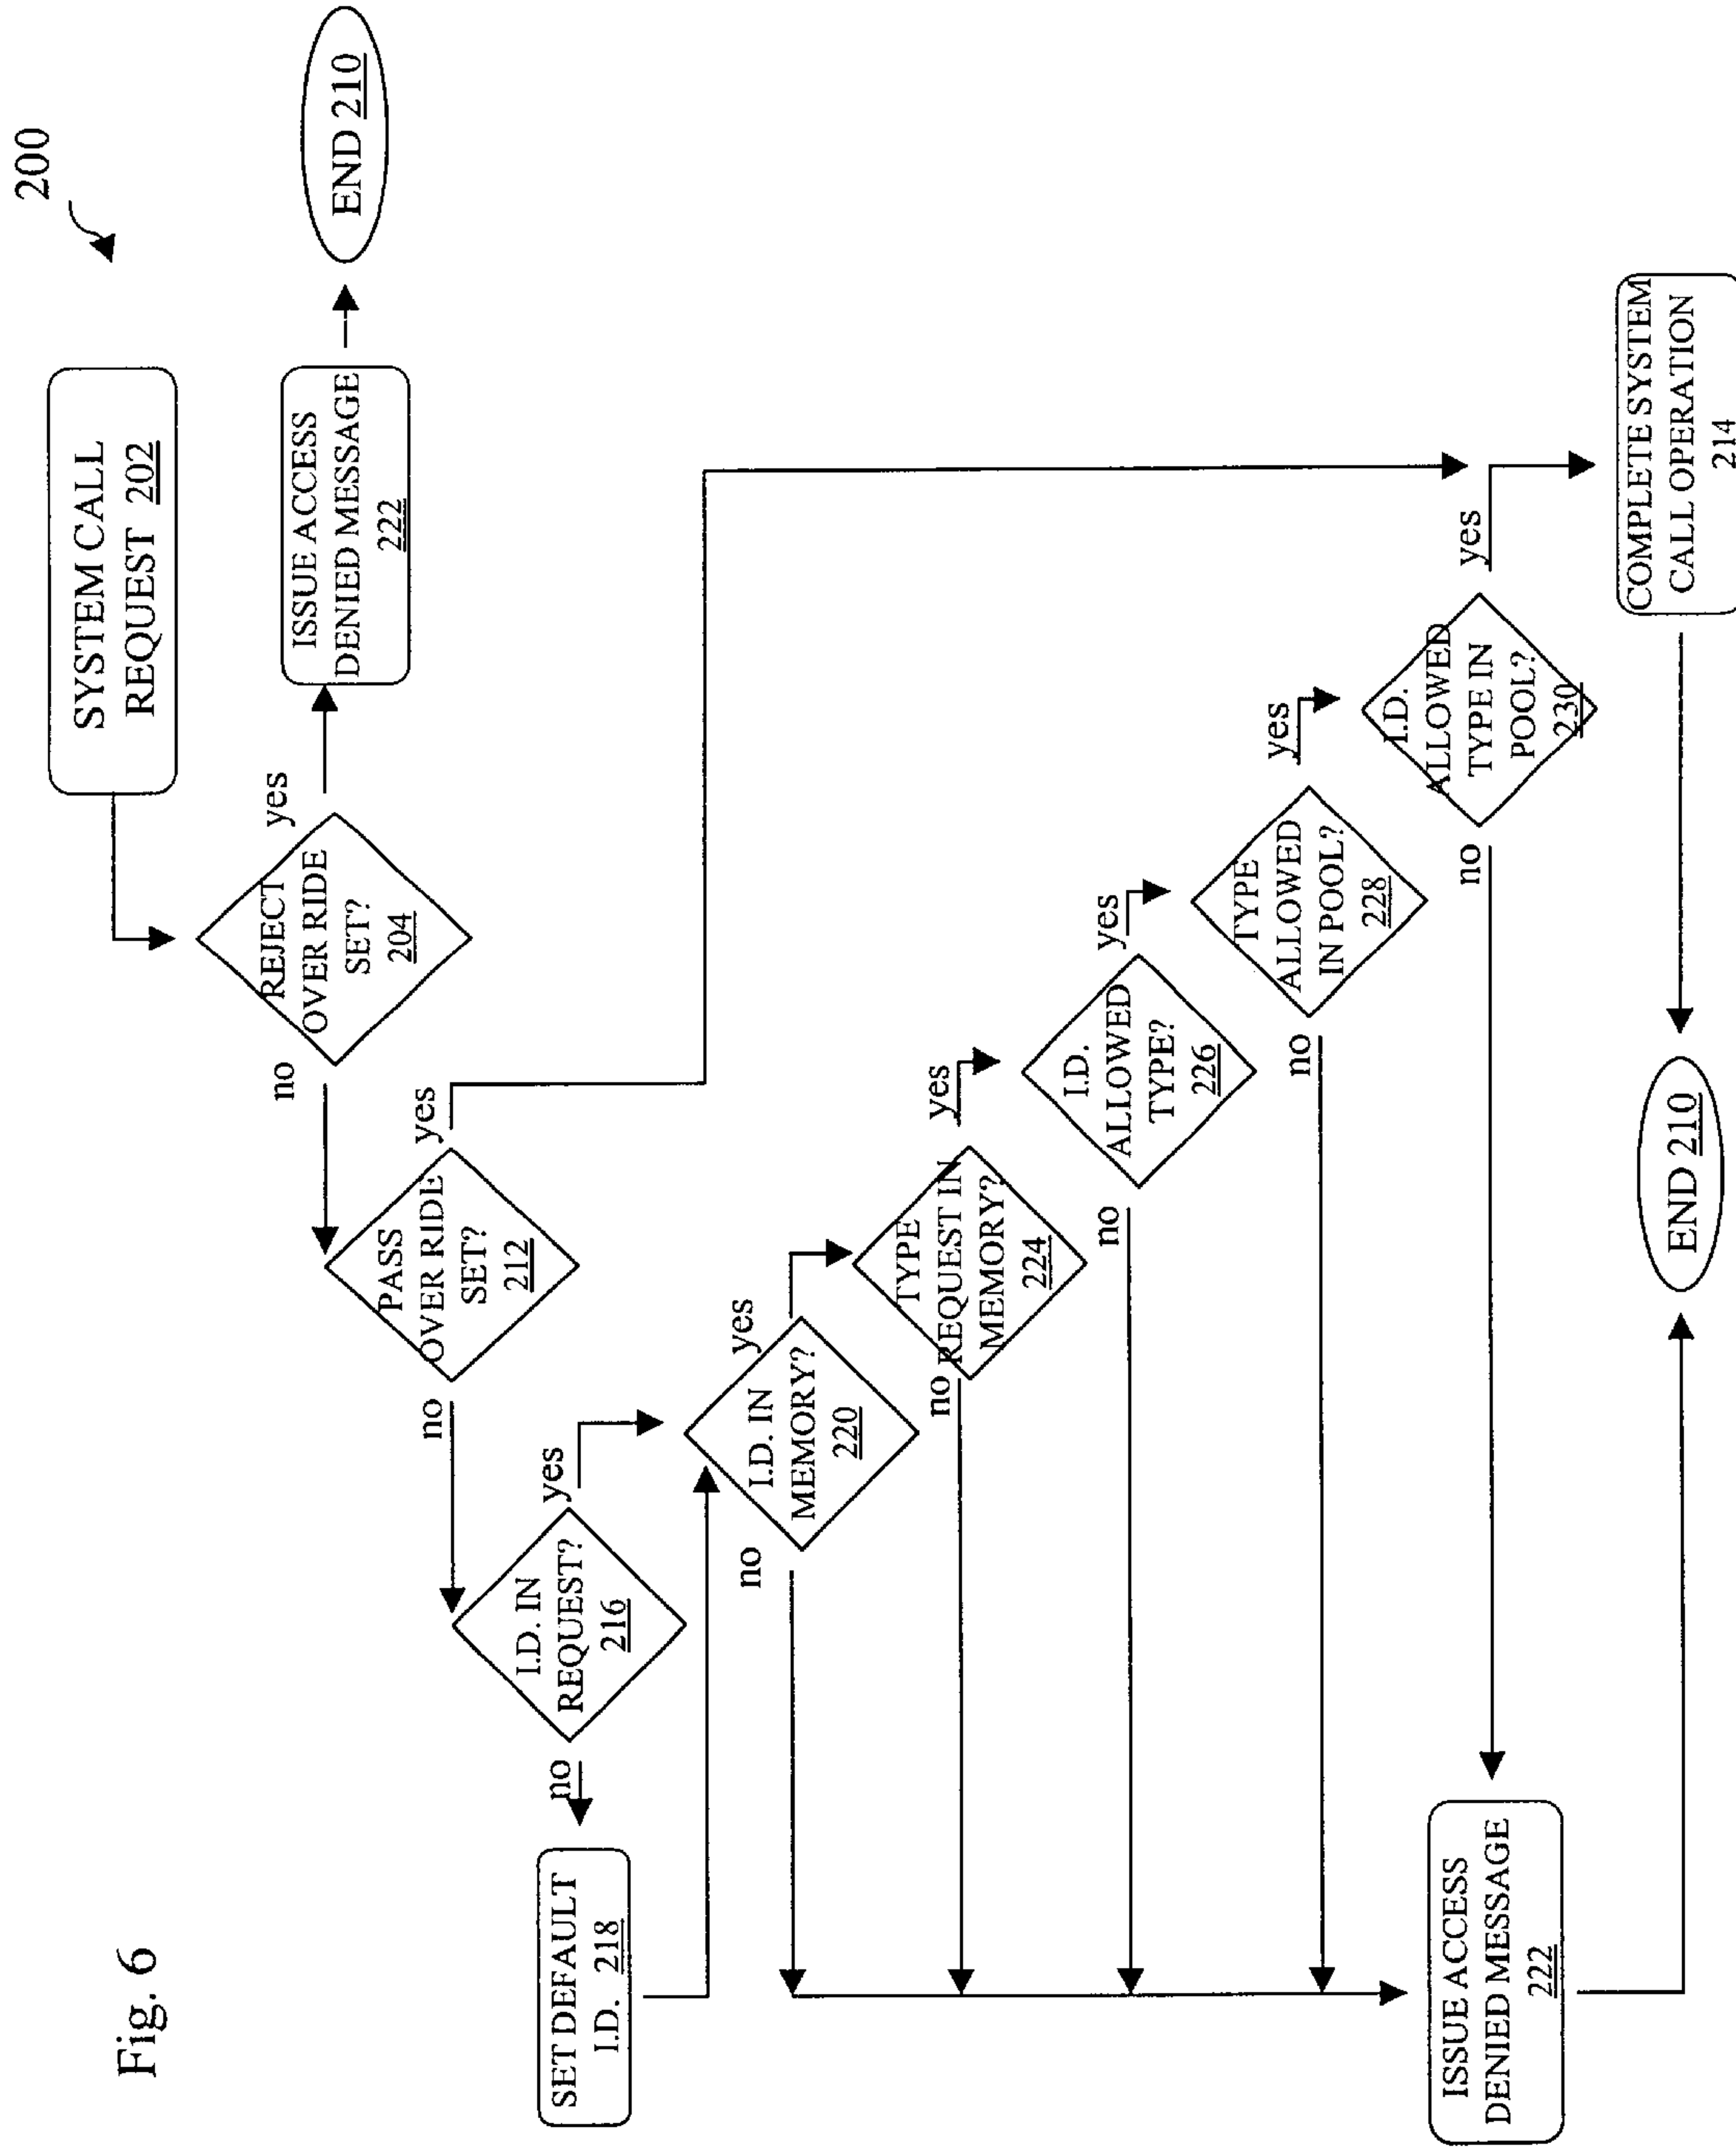 Fig. 6
200
SYSTEM CALL
REQUEST 202
REJECT
OVER RIDE
SET?
204
yes
no
ISSUE ACCESS
DENIED MESSAGE
222
END 210
PASS
OVER RIDE
SET?
212
yes
no
I.D. IN
REQUEST?
216
yes
no
SET DEFAULT
I.D. 218
I.D. IN
MEMORY?
220
yes
no
TYPE
REQUEST IN
MEMORY?
224
yes
no
I.D.
ALLOWED
TYPE?
226
yes
no
TYPE
ALLOWED
IN POOL?
228
yes
no
I.D.
ALLOWED
TYPE IN
POOL?
230
yes
no
ISSUE ACCESS
DENIED MESSAGE
222
COMPLETE SYSTEM
CALL OPERATION
214
END 210